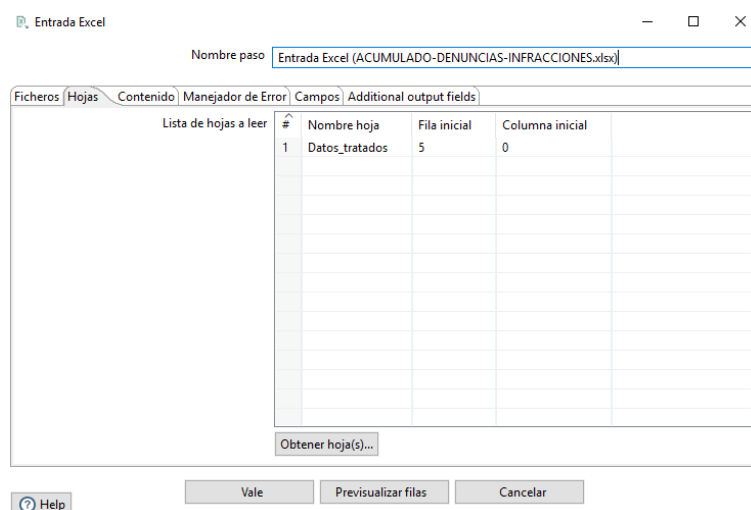 Entrada Excel
Nombre paso Entrada Excel (ACUMULADO-DENUNCIAS-INFRACCIONES.xlsx)
Ficheros Hojas Contenido Manejador de Error Campos Additional output fields
Lista de hojas a leer # Nombre hoja Fila inicial Columna inicial
1 Datos_tratados 5 0
Obtener hoja(s)...
Vale Previsualizar filas Cancelar
Help